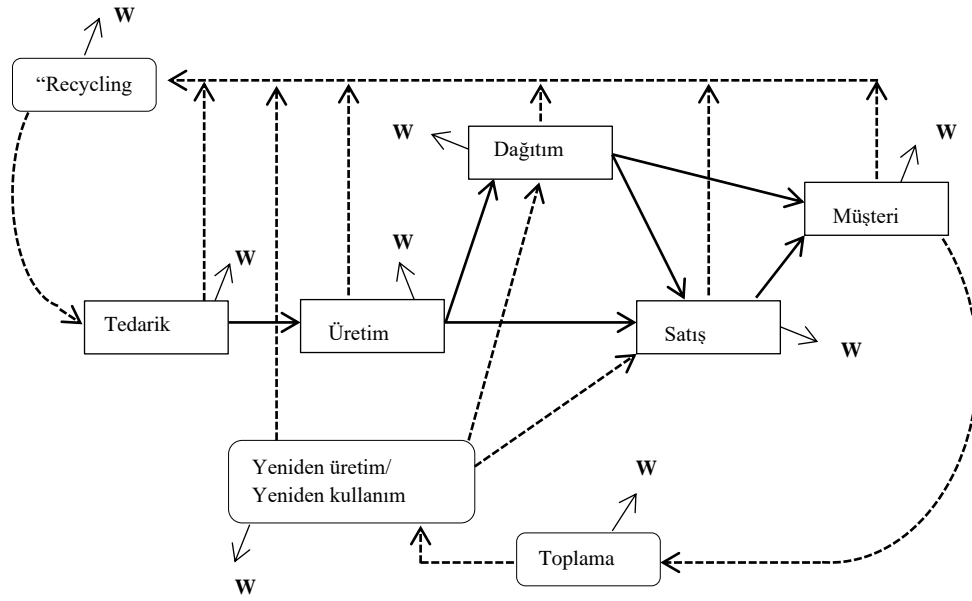 W
“Recycling
W
Dağıtım
W
Müşteri
W
W
Tedarik
Üretim
Satış
W
Yeniden üretim/
Yeniden kullanım
W
Toplama
W